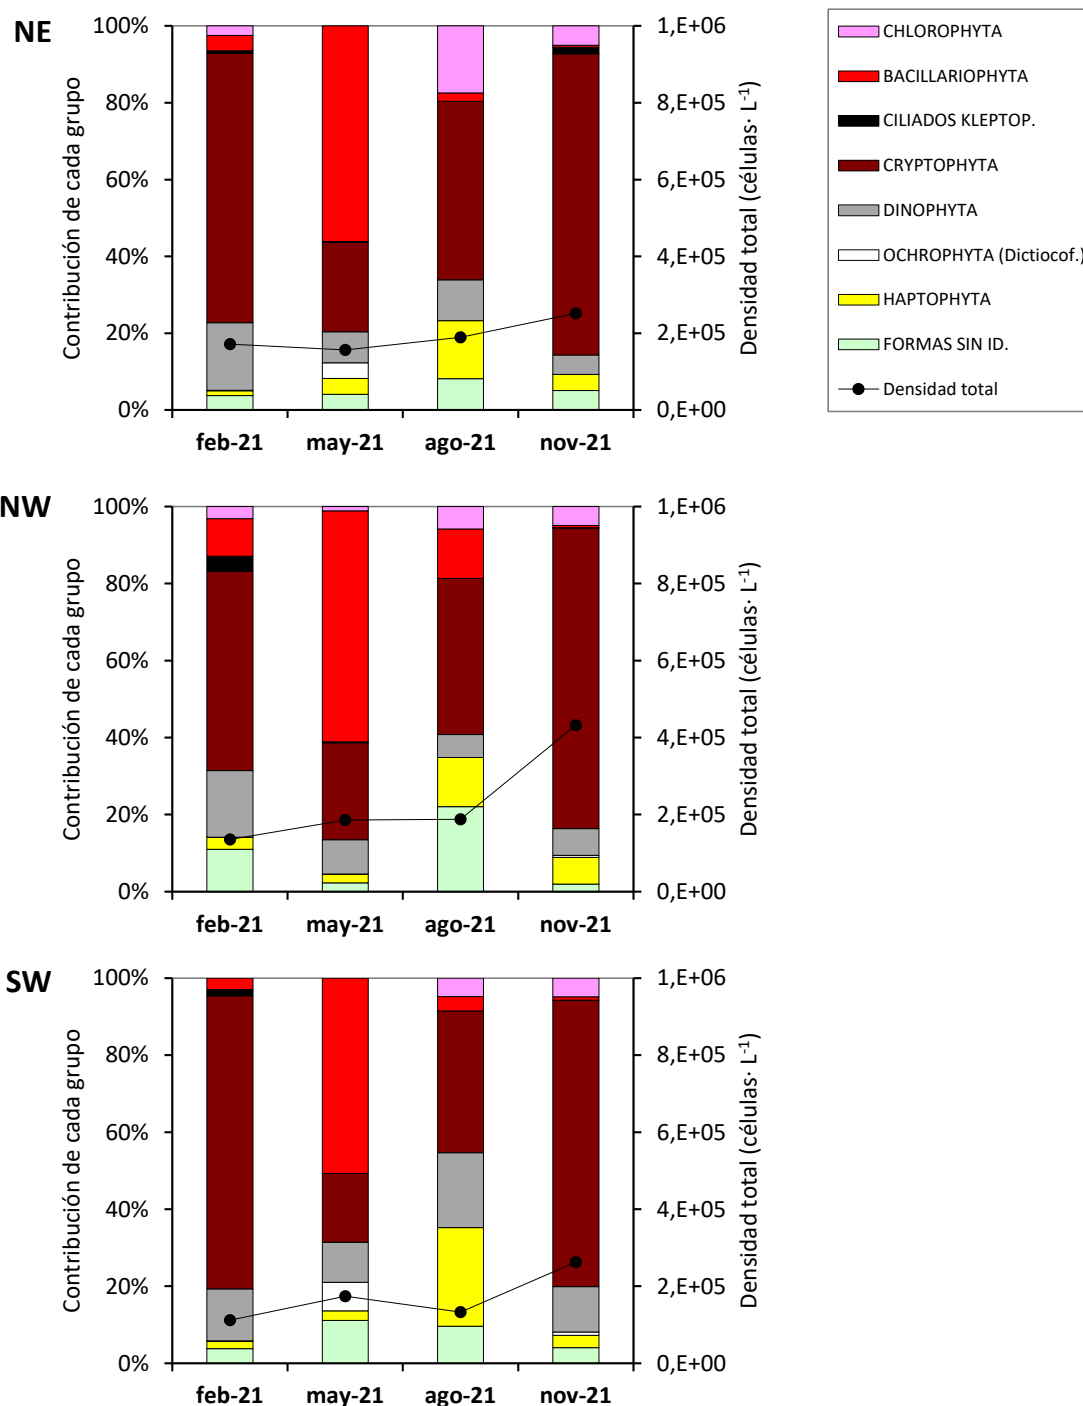 NE
Contribución de cada grupo
100%
80%
60%
40%
20%
0%
1,E+06
8,E+05
6,E+05
4,E+05
2,E+05
0,E+00
Densidad total (células· L-1)
feb-21 may-21 ago-21 nov-21
CHLOROPHYTA
BACILLARIOPHYTA
CILIADOS KLEPTOP.
CRYPTOPHYTA
DINOPHYTA
OCHROPHYTA (Dictiocof.)
HAPTOPHYTA
FORMAS SIN ID.
Densidad total
NW
Contribución de cada grupo
100%
80%
60%
40%
20%
0%
1,E+06
8,E+05
6,E+05
4,E+05
2,E+05
0,E+00
Densidad total (células· L-1)
feb-21 may-21 ago-21 nov-21
SW
Contribución de cada grupo
100%
80%
60%
40%
20%
0%
1,E+06
8,E+05
6,E+05
4,E+05
2,E+05
0,E+00
Densidad total (células· L-1)
feb-21 may-21 ago-21 nov-21